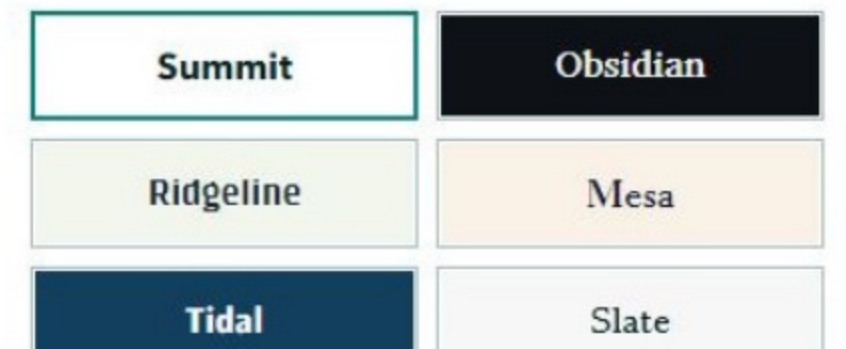 Summit
Obsidian
Ridgeline
Mesa
Tidal
Slate